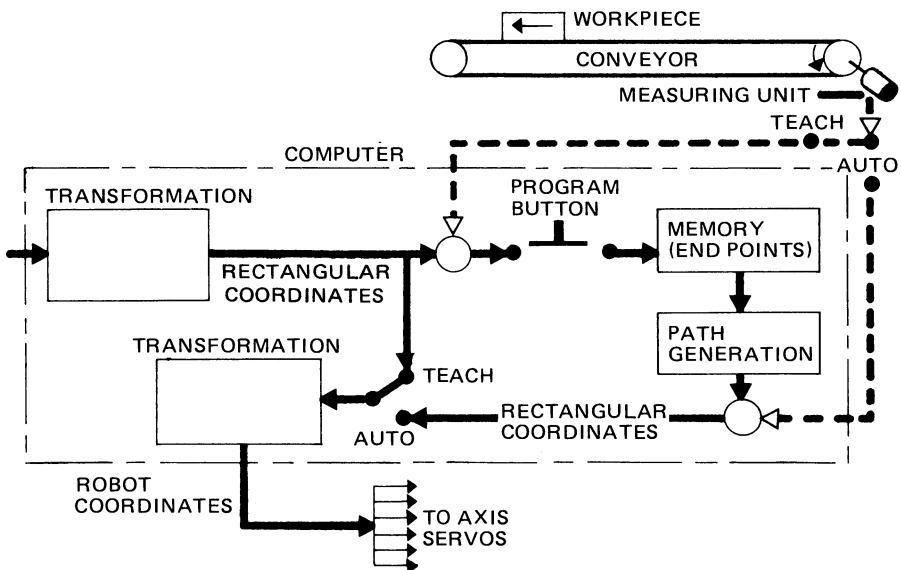 WORKPIECE
CONVEYOR
MEASURING UNIT
TEACH
AUTO
COMPUTER
TRANSFORMATION
PROGRAM
BUTTON
MEMORY
(END POINTS)
RECTANGULAR
COORDINATES
PATH
GENERATION
TRANSFORMATION
TEACH
AUTO
RECTANGULAR
COORDINATES
ROBOT
COORDINATES
TO AXIS
SERVOS